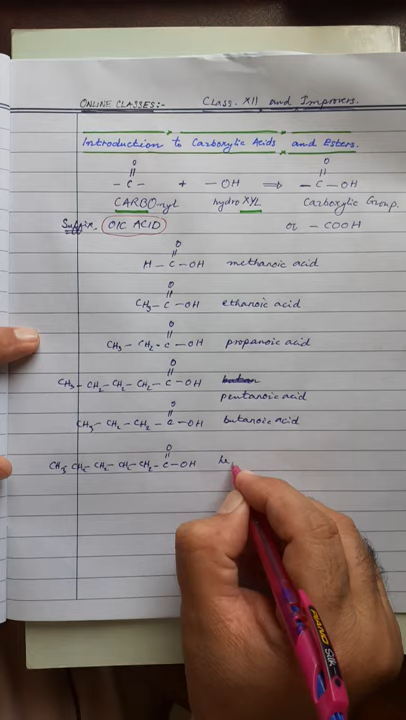 ONLINE CLASSES:- Class. XII and Improvers.
Introduction to Carboxylic Acids and Esters.
O O
|| ||
– C – + – OH ⟹ – C – OH
CARBOnyl hydroXYL Carboxylic Group.
Suffix. OIC ACID or – COOH
O
||
H – C – OH methanoic acid
O
||
CH3 – C – OH ethanoic acid
O
||
CH3 – CH2 – C – OH propanoic acid
O
||
CH3 – CH2 – CH2 – CH2 – C – OH
pentanoic acid
O
||
CH3 – CH2 – CH2 – C – OH butanoic acid
O
||
CH3 CH2 – CH2 – CH2 – CH2 – C – OH he